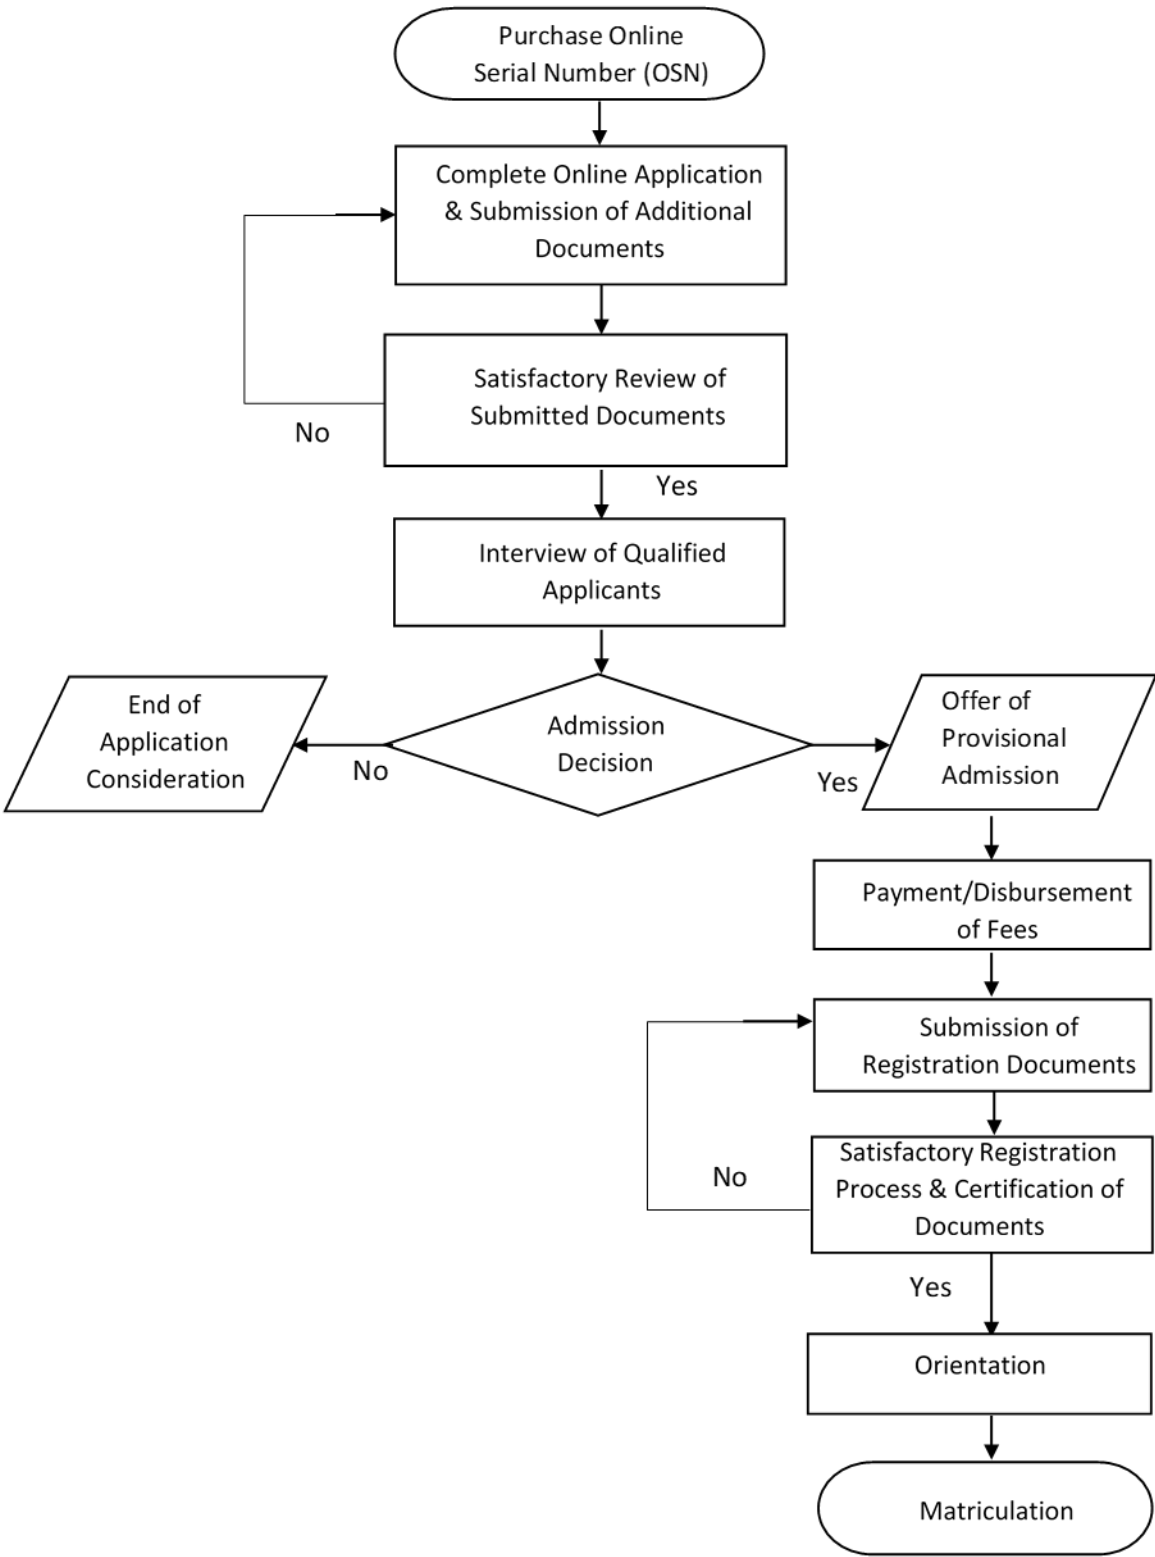 Purchase Online
Serial Number (OSN)
Complete Online Application
& Submission of Additional
Documents
Satisfactory Review of
Submitted Documents
No
Yes
Interview of Qualified
Applicants
End of
Application
Consideration
No
Admission
Decision
Yes
Offer of
Provisional
Admission
Payment/Disbursement
of Fees
Submission of
Registration Documents
Satisfactory Registration
Process & Certification of
Documents
No
Yes
Orientation
Matriculation